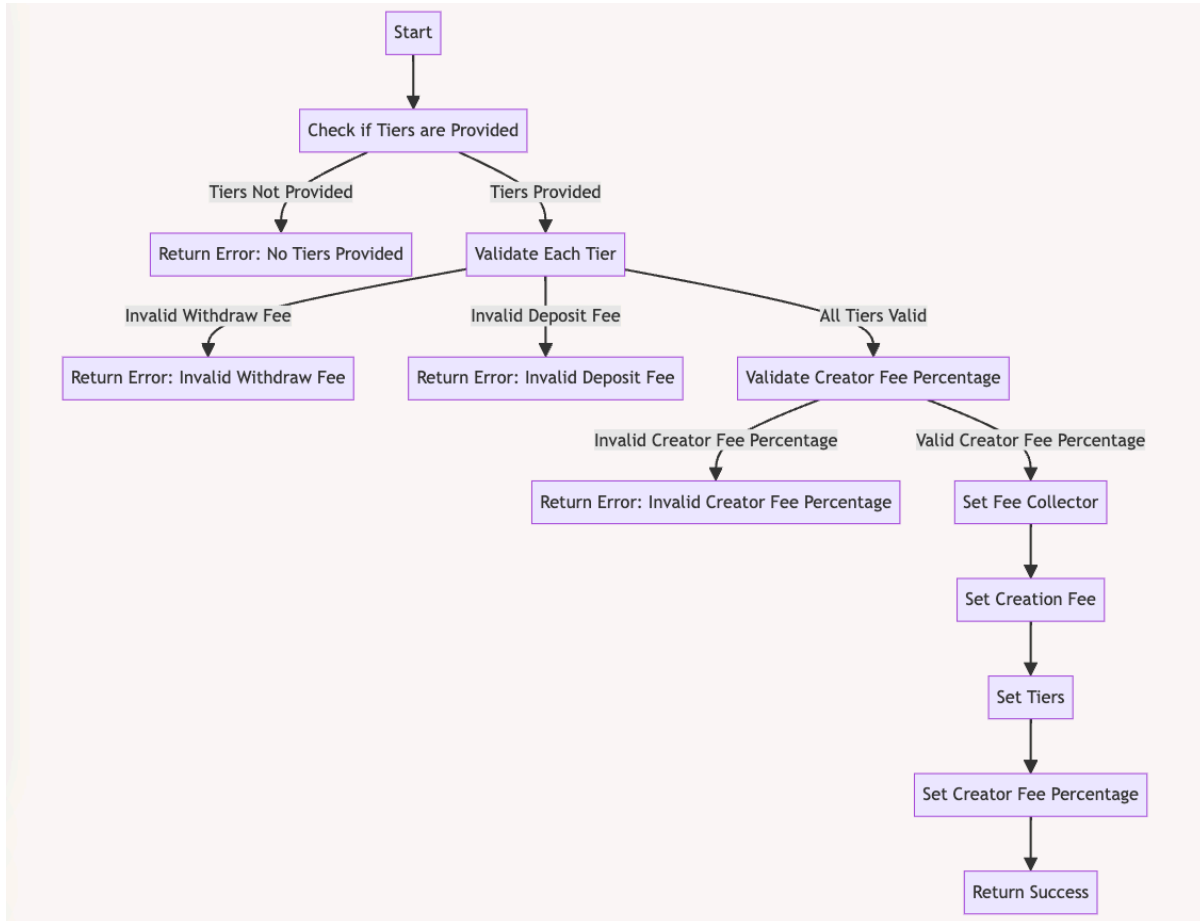 Start
Check if Tiers are Provided
Tiers Not Provided
Tiers Provided
Return Error: No Tiers Provided
Validate Each Tier
Invalid Withdraw Fee
Invalid Deposit Fee
All Tiers Valid
Return Error: Invalid Withdraw Fee
Return Error: Invalid Deposit Fee
Validate Creator Fee Percentage
Invalid Creator Fee Percentage
Valid Creator Fee Percentage
Return Error: Invalid Creator Fee Percentage
Set Fee Collector
Set Creation Fee
Set Tiers
Set Creator Fee Percentage
Return Success